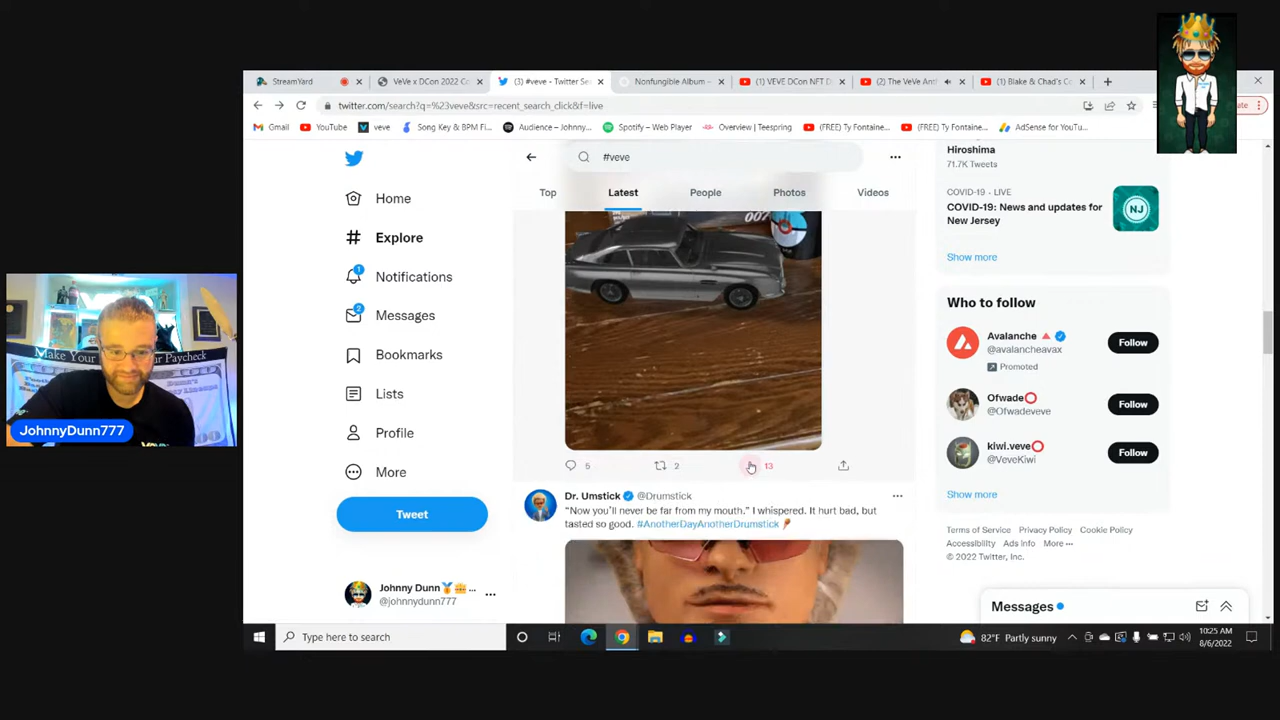 StreamYard
VeVe x DCon 2022 Co
(3) #veve - Twitter Se
Nonfungible Album -
(1) VEVE DCon NFT D
(2) The VeVe Ant
(1) Blake & Chad's Co
twitter.com/search?q=%23veve&src=recent_search_click&f=live
Gmail
YouTube
veve
Song Key & BPM Fi...
Audience – Johnny...
Spotify – Web Player
Overview | Teespring
(FREE) Ty Fontaine...
(FREE) Ty Fontaine...
AdSense for YouTu...
#veve
Top
Latest
People
Photos
Videos
Home
Explore
Notifications
1
Messages
2
Bookmarks
Lists
Profile
More
Tweet
Johnny Dunn
...
@johnnydunn777
007
5
2
13
Dr. Umstick @Drumstick
“Now you’ll never be far from my mouth.” I whispered. It hurt bad, but
tasted so good. #AnotherDayAnotherDrumstick
Hiroshima
71.7K Tweets
COVID-19 · LIVE
COVID-19: News and updates for
New Jersey
NJ
Show more
Who to follow
Avalanche
@avalancheavax
Promoted
Follow
Ofwade
@Ofwadeveve
Follow
kiwi.veve
@VeveKiwi
Follow
Show more
Terms of Service Privacy Policy Cookie Policy
Accessibility Ads Info More ···
© 2022 Twitter, Inc.
Messages
Type here to search
82°F Partly sunny
10:25 AM
8/6/2022
Make Your
Paycheck
JohnnyDunn777